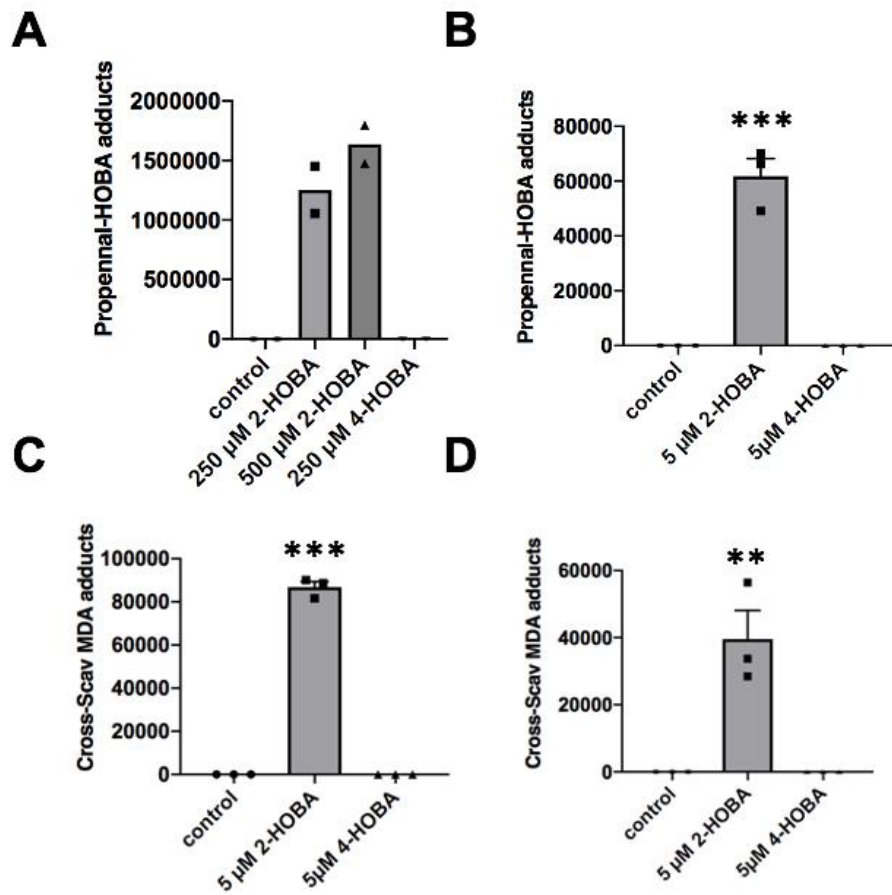 A
Propennal-HOBA adducts
2000000
1500000
1000000
500000
0
control
250 µM 2-HOBA
500 µM 2-HOBA
250 µM 4-HOBA
B
Propennal-HOBA adducts
80000
60000
40000
20000
0
***
control
5 µM 2-HOBA
5µM 4-HOBA
C
Cross-Scav MDA adducts
100000
80000
60000
40000
20000
0
***
control
5 µM 2-HOBA
5µM 4-HOBA
D
Cross-Scav MDA adducts
60000
40000
20000
0
**
control
5 µM 2-HOBA
5µM 4-HOBA